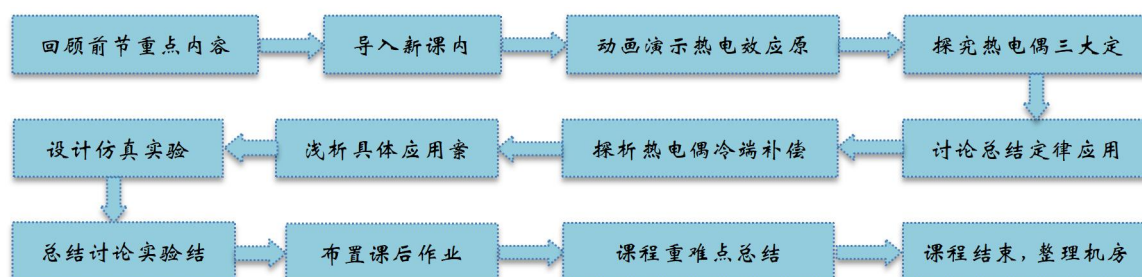 回顾前节重点内容
导入新课内
动画演示热电效应原
探究热电偶三大定
讨论总结定律应用
探析热电偶冷端补偿
浅析具体应用案
设计仿真实验
总结讨论实验结
布置课后作业
课程重难点总结
课程结束,整理机房